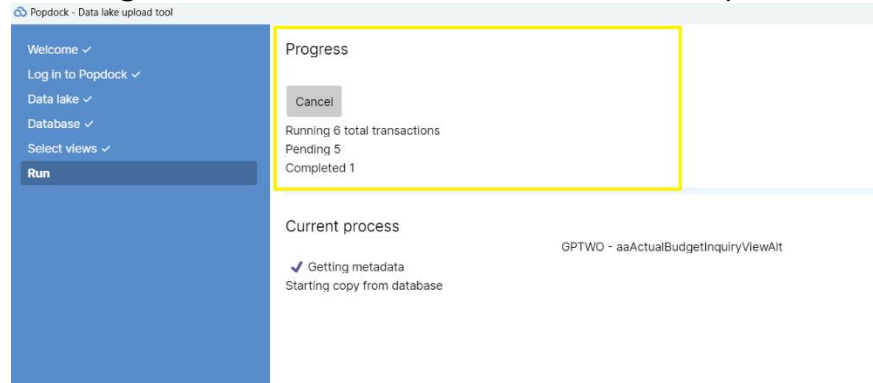 Popdock - Data lake upload tool
Welcome ✓
Log in to Popdock ✓
Data lake ✓
Database ✓
Select views ✓
Run
Progress
Cancel
Running 6 total transactions
Pending 5
Completed 1
Current process
GPTWO - aaActualBudgetInquiryViewAlt
✓ Getting metadata
Starting copy from database